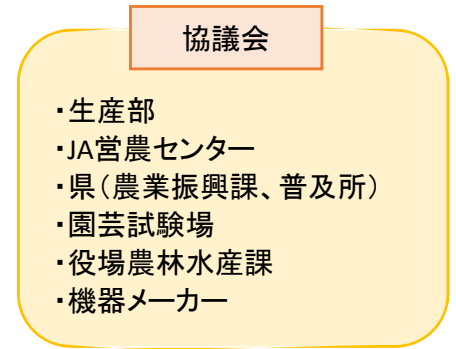 協議会
・生産部
・JA営農センター
・県（農業振興課、普及所）
・園芸試験場
・役場農林水産課
・機器メーカー